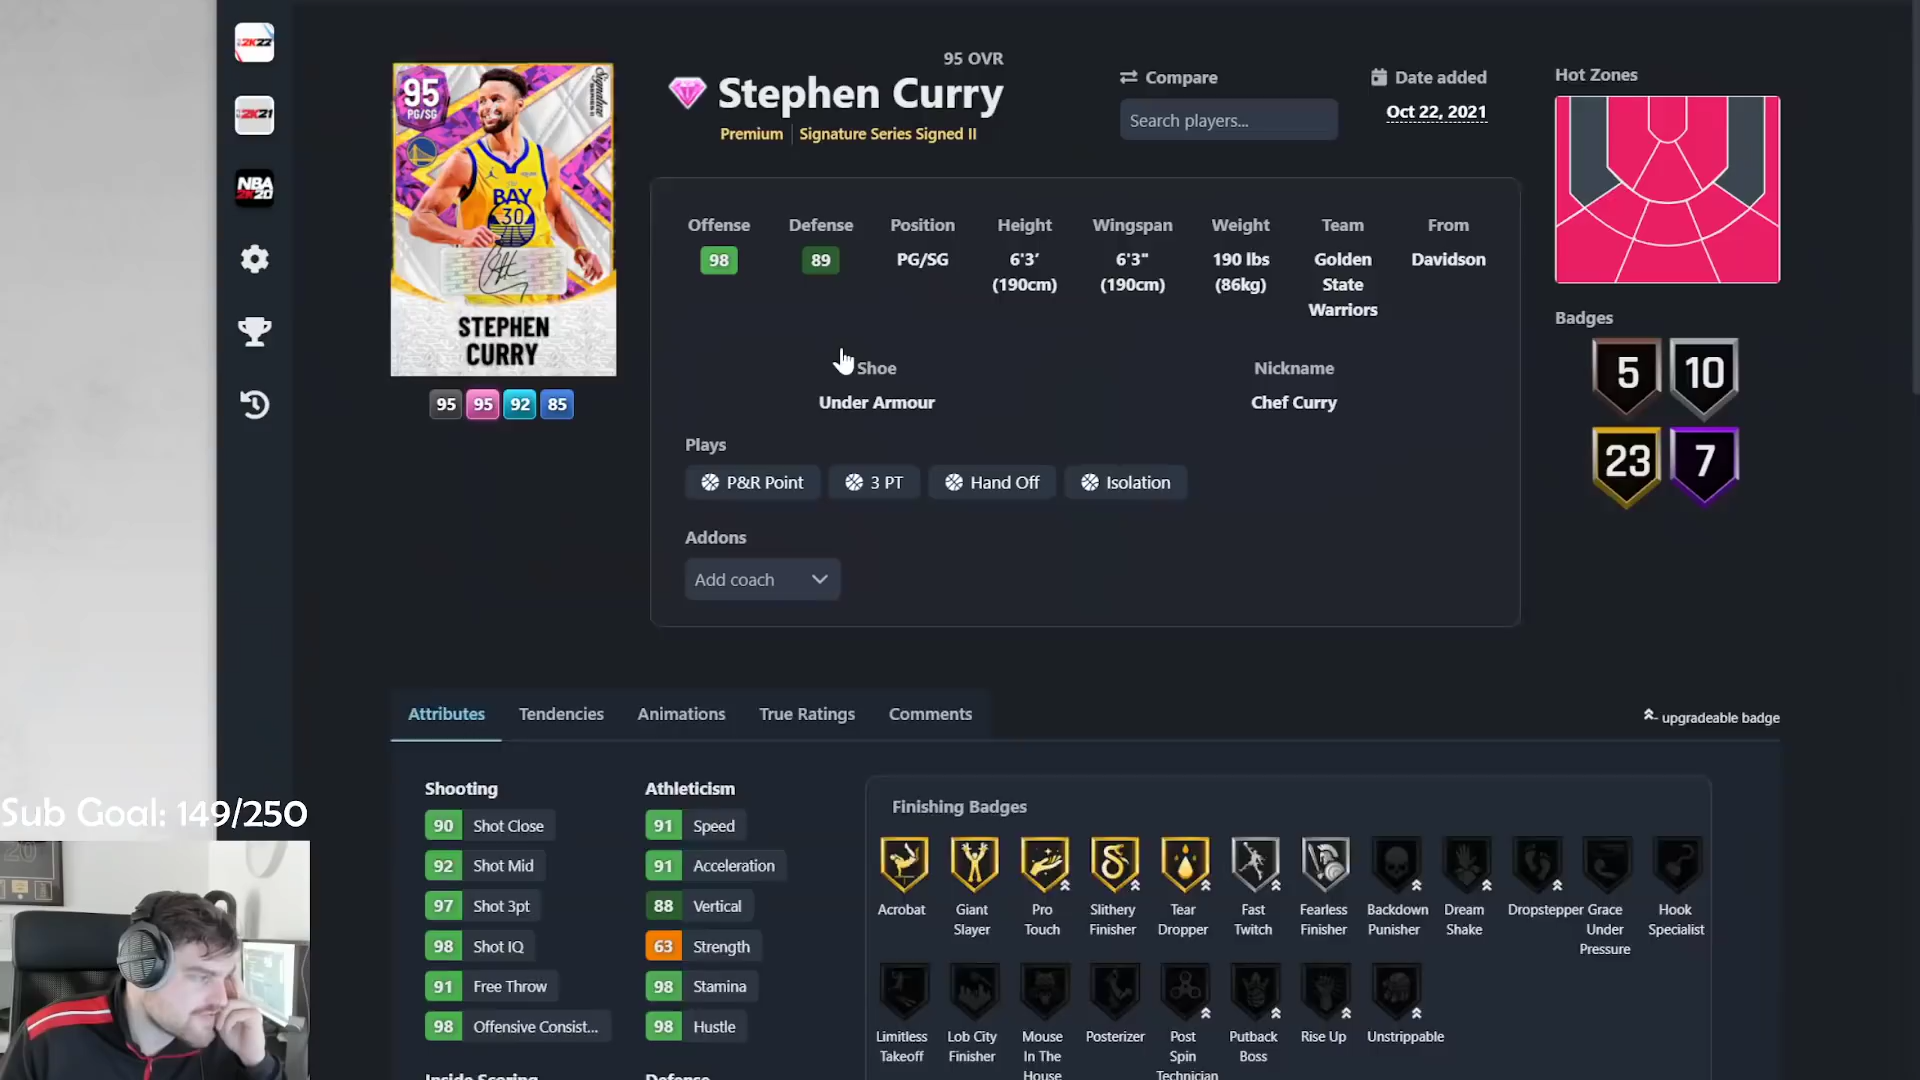 2K22
2K21
NBA
2K20
95
PG/SG
Signature
SERIES
BAY
30
STEPHEN
CURRY
95 95 92 85
95 OVR
Stephen Curry
Premium Signature Series Signed II
Compare
Search players...
Date added
Oct 22, 2021
Hot Zones
Offense Defense Position Height Wingspan Weight Team From
98 89 PG/SG 6'3' (190cm) 6'3" (190cm) 190 lbs (86kg) Golden State Warriors Davidson
Shoe Nickname
Under Armour Chef Curry
Plays
P&R Point 3 PT Hand Off Isolation
Addons
Add coach
Badges
5 10
23 7
Attributes Tendencies Animations True Ratings Comments
upgradeable badge
Shooting
90 Shot Close
92 Shot Mid
97 Shot 3pt
98 Shot IQ
91 Free Throw
98 Offensive Consist...
Inside Scoring
Athleticism
91 Speed
91 Acceleration
88 Vertical
63 Strength
98 Stamina
98 Hustle
Defense
Finishing Badges
Acrobat Giant Slayer Pro Touch Slithery Finisher Tear Dropper Fast Twitch Fearless Finisher Backdown Punisher Dream Shake Dropstepper Grace Under Pressure Hook Specialist
Limitless Takeoff Lob City Finisher Mouse In The House Posterizer Post Spin Technician Putback Boss Rise Up Unstrippable
Sub Goal: 149/250
20